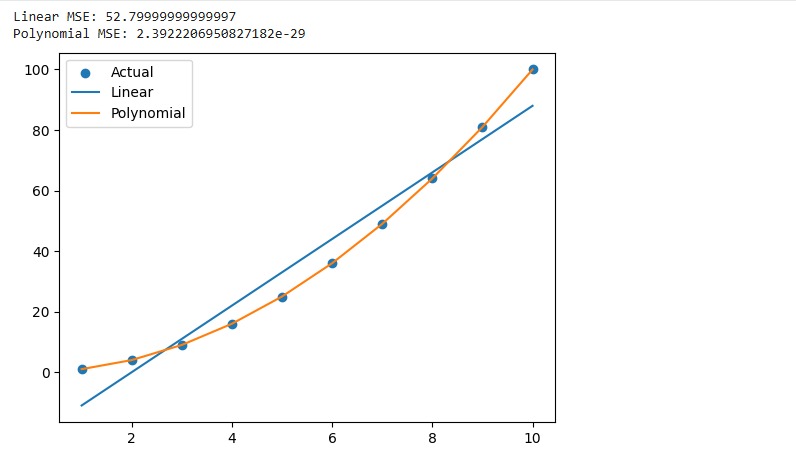 Linear MSE: 52.79999999999997
Polynomial MSE: 2.3922206950827182e-29
100
80
60
40
20
0
Actual
Linear
Polynomial
2 4 6 8 10